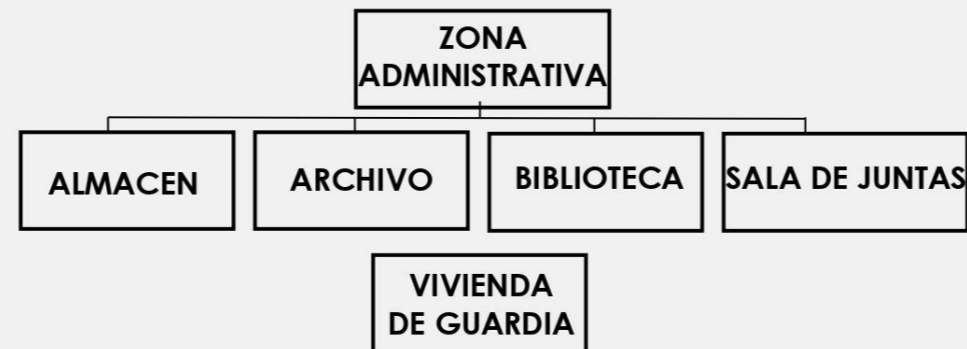 ZONA
ADMINISTRATIVA
ALMACEN
ARCHIVO
BIBLIOTECA
SALA DE JUNTAS
VIVIENDA
DE GUARDIA